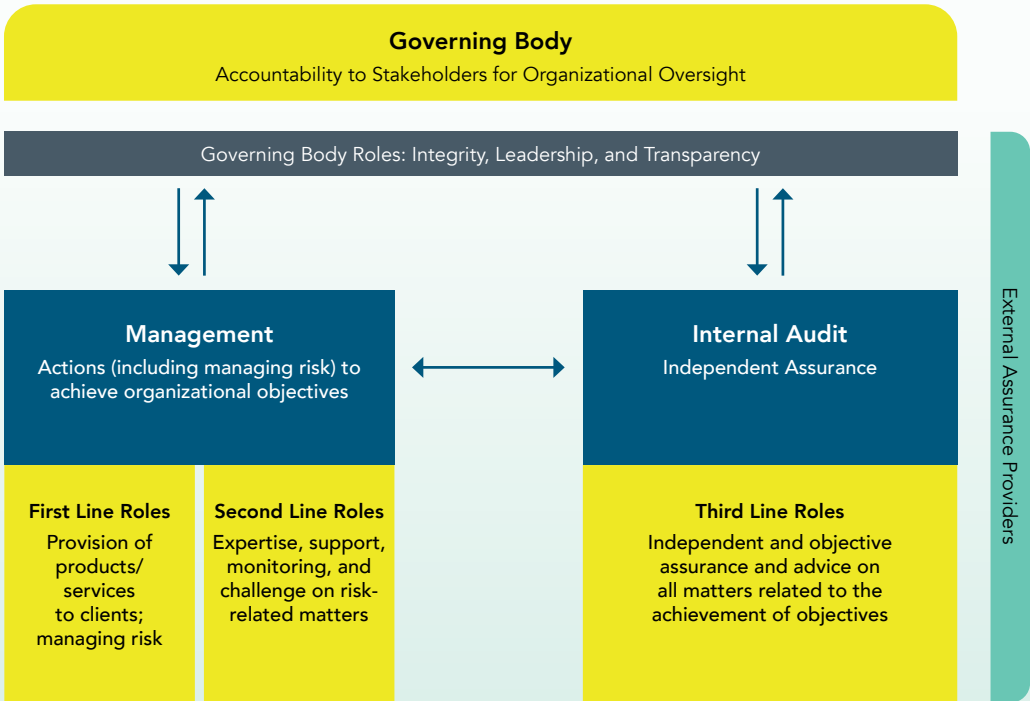 Governing Body
Accountability to Stakeholders for Organizational Oversight
Governing Body Roles: Integrity, Leadership, and Transparency
Management
Actions (including managing risk) to
achieve organizational objectives
Internal Audit
Independent Assurance
First Line Roles
Provision of
products/
services
to clients;
managing risk
Second Line Roles
Expertise, support,
monitoring, and
challenge on risk-
related matters
Third Line Roles
Independent and objective
assurance and advice on
all matters related to the
achievement of objectives
External Assurance Providers